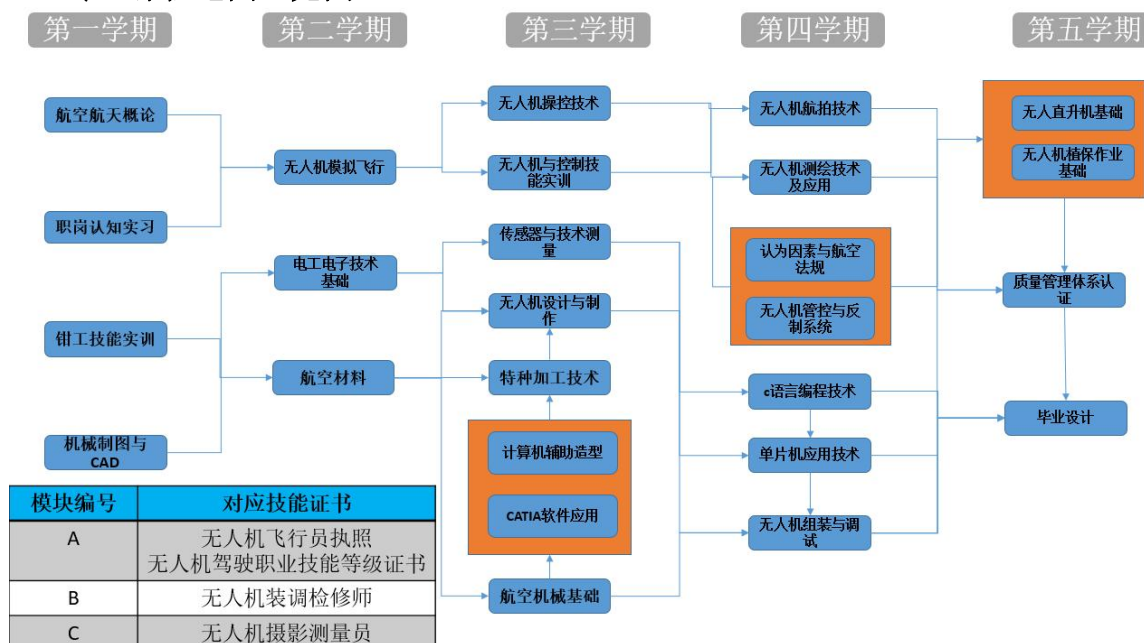 第一学期
第二学期
第三学期
第四学期
第五学期
航空航天概论
职岗认知实习
钳工技能实训
机械制图与
CAD
无人机模拟飞行
电工电子技术
基础
航空材料
无人机操控技术
无人机与控制技
能实训
传感器与技术测
量
无人机设计与制
作
特种加工技术
计算机辅助造型
CATIA软件应用
航空机械基础
无人机航拍技术
无人机测绘技术
及应用
认为因素与航空
法规
无人机管控与反
制系统
c语言编程技术
单片机应用技术
无人机组装与调
试
无人直升机基础
无人机植保作业
基础
质量管理体系认
证
毕业设计
模块编号
对应技能证书
A
无人机飞行员执照
无人机驾驶职业技能等级证书
B
无人机装调检修师
C
无人机摄影测量员